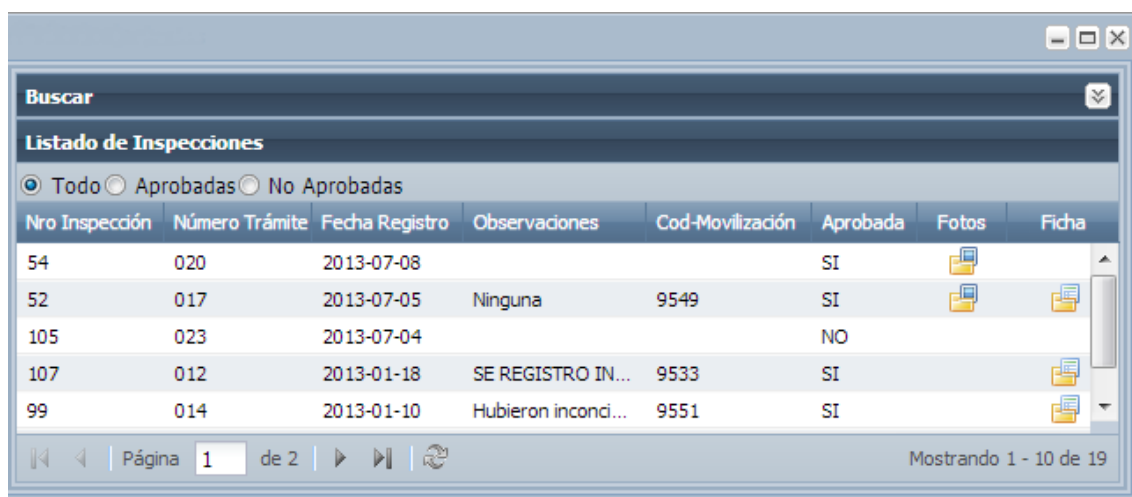 Buscar
Listado de Inspecciones
Todo Aprobadas No Aprobadas
Nro Inspección Número Trámite Fecha Registro Observaciones Cod-Movilización Aprobada Fotos Ficha
54 020 2013-07-08 SI
52 017 2013-07-05 Ninguna 9549 SI
105 023 2013-07-04 NO
107 012 2013-01-18 SE REGISTRO IN... 9533 SI
99 014 2013-01-10 Hubieron inconci... 9551 SI
Página 1 de 2 Mostrando 1 - 10 de 19